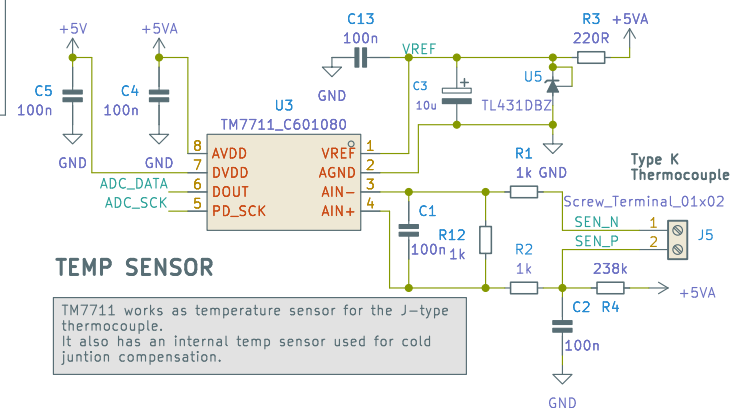 +5V
+5VA
C13
100n
VREF
R3
+5VA
220R
C5
100n
C4
100n
GND
C3
10u
U5
TL431DBZ
U3
TM7711_C601080
GND
GND
8
AVDD
7
DVDD
6
DOUT
5
PD_SCK
VREF
1
AGND
2
AIN-
3
AIN+
4
ADC_DATA
ADC_SCK
R1
1k
GND
Type K
Thermocouple
Screw_Terminal_01x02
SEN_N
1
SEN_P
2
J5
C1
100n
R12
1k
R2
1k
238k
R4
+5VA
C2
100n
GND
TEMP SENSOR
TM7711 works as temperature sensor for the J-type
thermocouple.
It also has an internal temp sensor used for cold
juntion compensation.